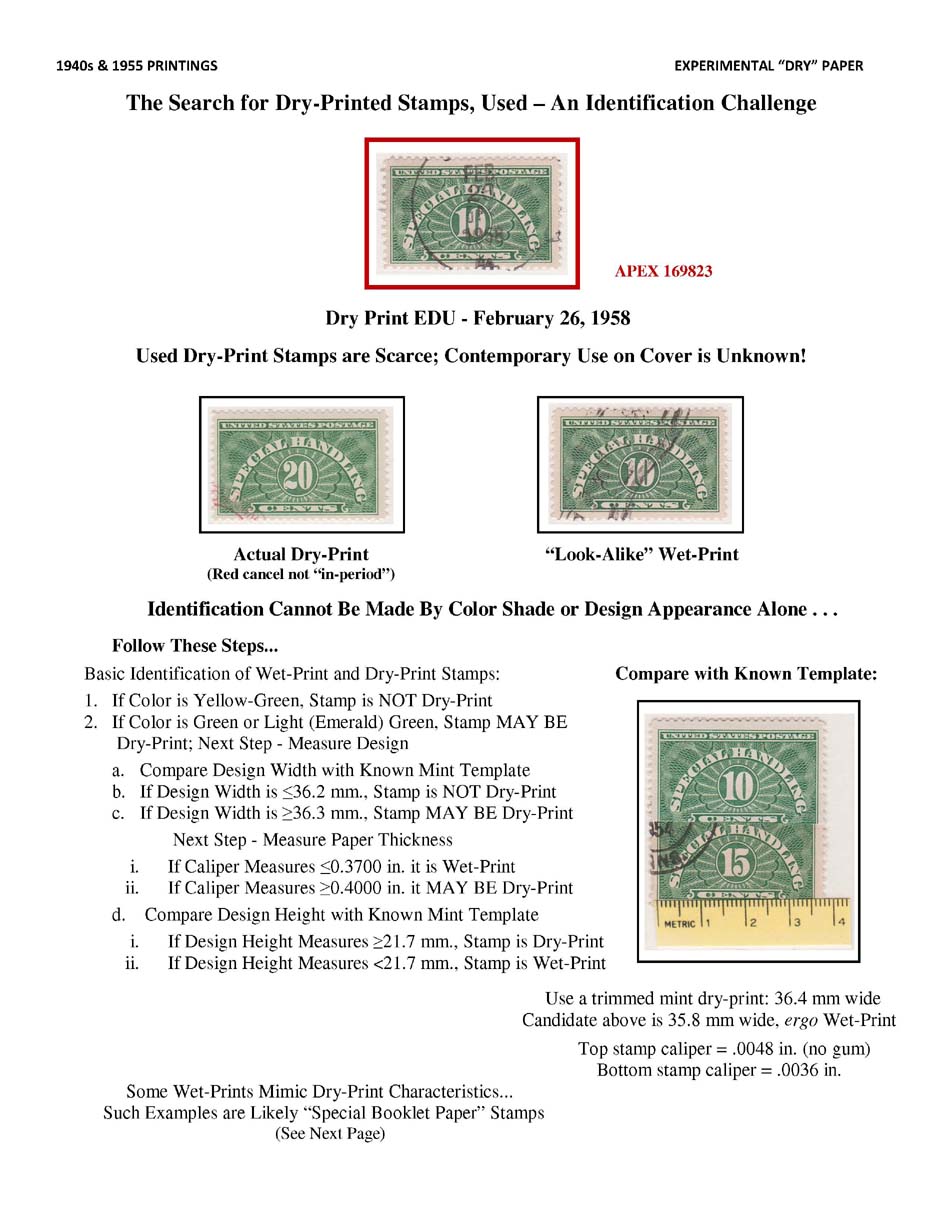 1940s & 1955 PRINTINGS
EXPERIMENTAL “DRY” PAPER
The Search for Dry-Printed Stamps, Used – An Identification Challenge
UNITED STATES POSTAGE
SPECIAL HANDLING
10
CENTS
FEB
1958
APEX 169823
Dry Print EDU - February 26, 1958
Used Dry-Print Stamps are Scarce; Contemporary Use on Cover is Unknown!
UNITED STATES POSTAGE
SPECIAL HANDLING
20
CENTS
UNITED STATES POSTAGE
SPECIAL HANDLING
10
CENTS
Actual Dry-Print
(Red cancel not “in-period”)
“Look-Alike” Wet-Print
Identification Cannot Be Made By Color Shade or Design Appearance Alone . . .
Follow These Steps...
Basic Identification of Wet-Print and Dry-Print Stamps:
1. If Color is Yellow-Green, Stamp is NOT Dry-Print
2. If Color is Green or Light (Emerald) Green, Stamp MAY BE
Dry-Print; Next Step - Measure Design
a. Compare Design Width with Known Mint Template
b. If Design Width is ≤36.2 mm., Stamp is NOT Dry-Print
c. If Design Width is ≥36.3 mm., Stamp MAY BE Dry-Print
Next Step - Measure Paper Thickness
i. If Caliper Measures ≤0.3700 in. it is Wet-Print
ii. If Caliper Measures ≥0.4000 in. it MAY BE Dry-Print
d. Compare Design Height with Known Mint Template
i. If Design Height Measures ≥21.7 mm., Stamp is Dry-Print
ii. If Design Height Measures <21.7 mm., Stamp is Wet-Print
Compare with Known Template:
UNITED STATES POSTAGE
SPECIAL HANDLING
10
CENTS
SPECIAL HANDLING
15
CENTS
METRIC 1 2 3 4
Use a trimmed mint dry-print: 36.4 mm wide
Candidate above is 35.8 mm wide, ergo Wet-Print
Top stamp caliper = .0048 in. (no gum)
Bottom stamp caliper = .0036 in.
Some Wet-Prints Mimic Dry-Print Characteristics...
Such Examples are Likely “Special Booklet Paper” Stamps
(See Next Page)